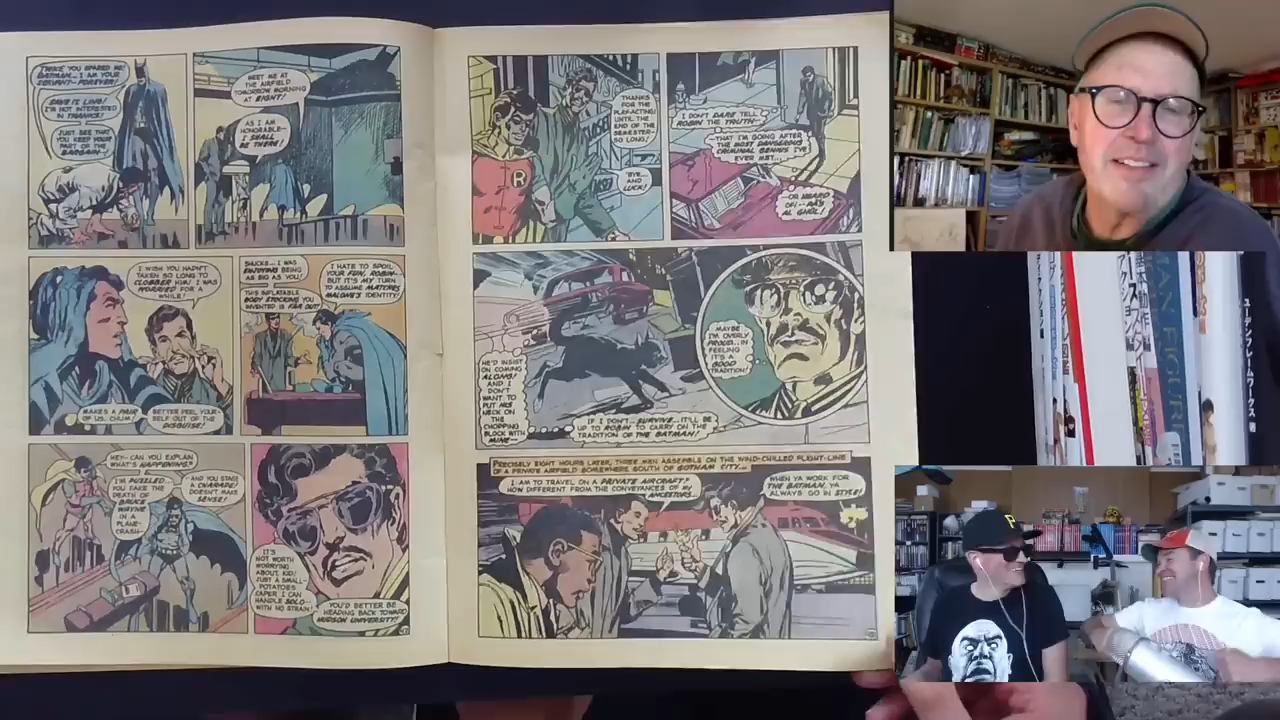 TWICE YOU SPARED ME,
BATMAN... I AM YOUR
SERVANT--FOREVER!
SAVE IT, LING!
I'M NOT INTERESTED
IN THANKS!
JUST SEE THAT
YOU KEEP YOUR
PART OF THE
BARGAIN...
MEET ME AT
THE AIRFIELD
TOMORROW MORNING
AT EIGHT!
AS I AM
HONORABLE--
I SHALL
BE THERE!
I WISH YOU HADN'T
TAKEN SO LONG TO
CLOBBER HIM! I WAS
WORRIED FOR A
WHILE!
MAKES A PAIR
OF US, CHUM!
BETTER PEEL YOUR-
SELF OUT OF THE
DISGUISE!
SHUCKS... I WAS
ENJOYING BEING
AS BIG AS YOU!
THIS INFLATABLE
BODY STOCKING YOU
INVENTED IS FAR OUT!
I HATE TO SPOIL
YOUR FUN, ROBIN--
BUT IT'S MY TURN
TO ASSUME MATCHES
MALONE'S IDENTITY!
HEY--CAN YOU EXPLAIN
WHAT'S HAPPENING?
I'M PUZZLED...
YOU FAKE THE
DEATH OF
BRUCE
WAYNE IN
A PLANE-
CRASH--
--AND YOU STAGE
A CHARADE!
DOESN'T MAKE
SENSE!
IT'S
NOT WORTH
WORRYING
ABOUT, KID!
JUST A SMALL-
POTATOES
CAPER I CAN
HANDLE SOLO--
WITH NO STRAIN!
YOU'D BETTER BE
HEADING BACK TOWARD
HUDSON UNIVERSITY!
THANKS
FOR THE
PLAY-ACTING!
UNTIL THE
END OF THE
SEMESTER--
SO LONG!
'BYE...
AND
LUCK!
CLOSED
I DON'T DARE TELL
ROBIN THE TRUTH--
THAT I'M GOING AFTER
THE MOST DANGEROUS
CRIMINAL GENIUS I'VE
EVER MET...
--OR HEARD
OF!--RA'S
AL GHUL!
HE'D INSIST
ON COMING
ALONG!
AND I
DON'T
WANT TO
PUT HIS
NECK ON
THE
CHOPPING
BLOCK WITH
MINE--
IF I DON'T SURVIVE, IT'LL BE
UP TO ROBIN TO CARRY ON THE
TRADITION OF THE BATMAN!
MAYBE
I'M OVERLY
PROUD... IN
FEELING
IT'S A
GOOD
TRADITION!
PRECISELY EIGHT HOURS LATER, THREE MEN ASSEMBLE ON THE WIND-CHILLED FLIGHT-LINE
OF A PRIVATE AIRFIELD SOMEWHERE SOUTH OF GOTHAM CITY...
I AM TO TRAVEL ON A PRIVATE AIRCRAFT!
HOW DIFFERENT FROM THE CONVEYANCES OF MY
ANCESTORS...
WHEN YA WORK FOR
THE BATMAN, YA
ALWAYS GO IN STYLE!
R
P